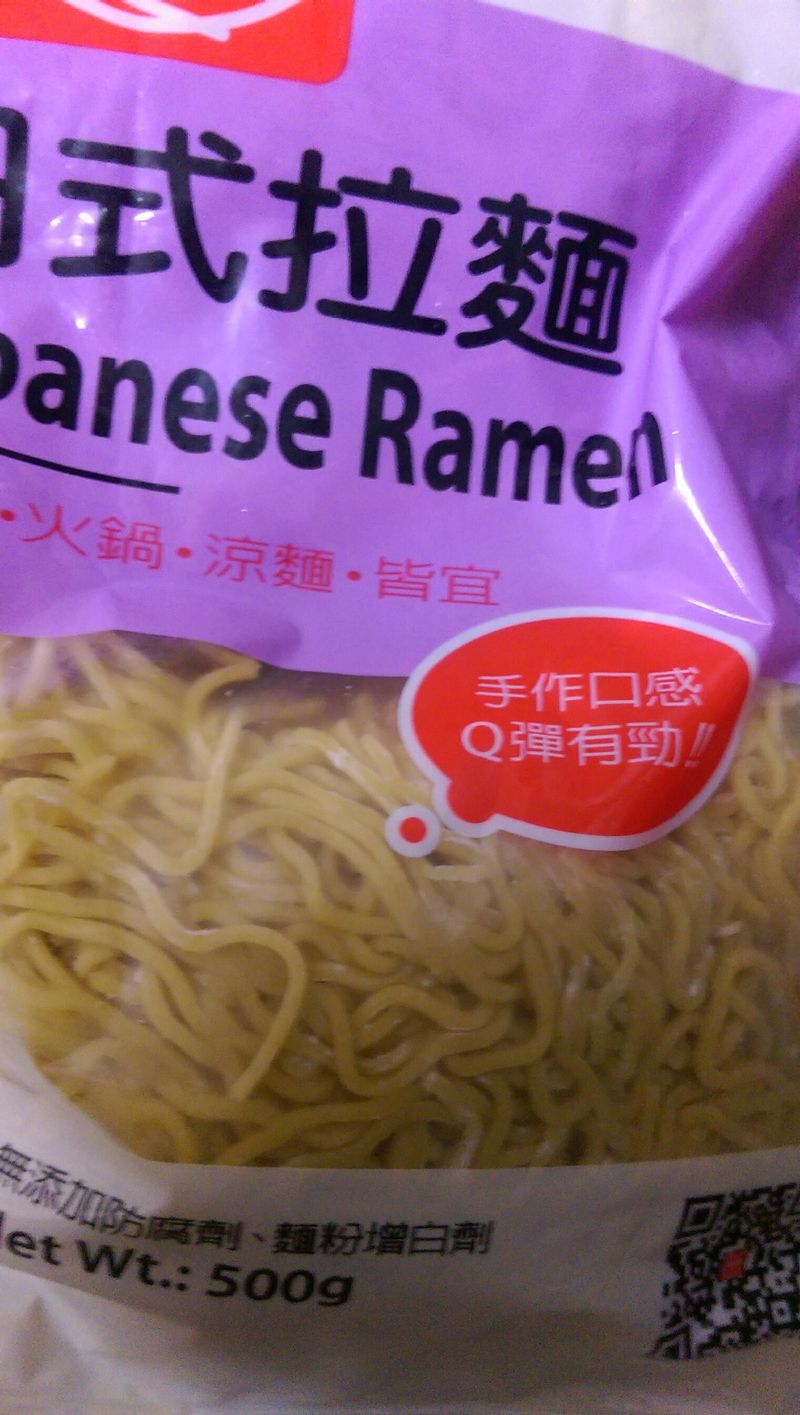 日式拉麵
panese Ramen
·火鍋·涼麵·皆宜
手作口感
Q彈有勁!!
無添加防腐劑、麵粉增白劑
et Wt.: 500g